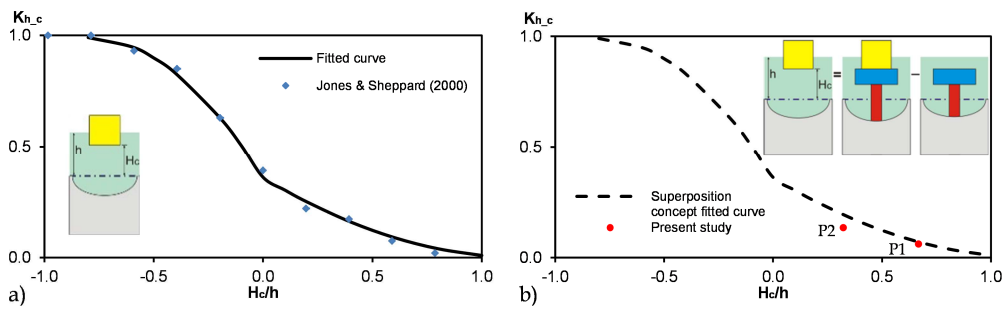 K_h_c
1.0
0.5
0.0
-1.0
-0.5
0.0
0.5
1.0
Hc/h
Fitted curve
Jones & Sheppard (2000)
h
Hc
a)
K_h_c
1.0
0.5
0.0
-1.0
-0.5
0.0
0.5
1.0
Hc/h
h
Hc
=
–
Superposition
concept fitted curve
Present study
P2
P1
b)